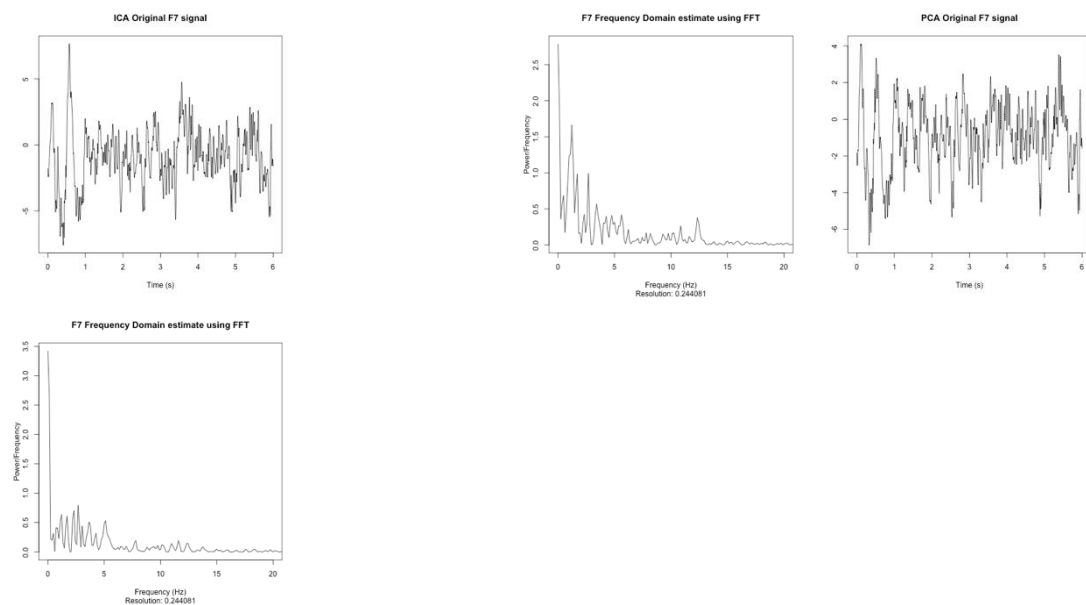 ICA Original F7 signal
5
0
-5
0 1 2 3 4 5 6
Time (s)
F7 Frequency Domain estimate using FFT
Power/Frequency
2.5
2.0
1.5
1.0
0.5
0.0
0 5 10 15 20
Frequency (Hz)
Resolution: 0.244081
PCA Original F7 signal
4
2
0
-2
-4
-6
0 1 2 3 4 5 6
Time (s)
F7 Frequency Domain estimate using FFT
Power/Frequency
3.5
3.0
2.5
2.0
1.5
1.0
0.5
0.0
0 5 10 15 20
Frequency (Hz)
Resolution: 0.244081